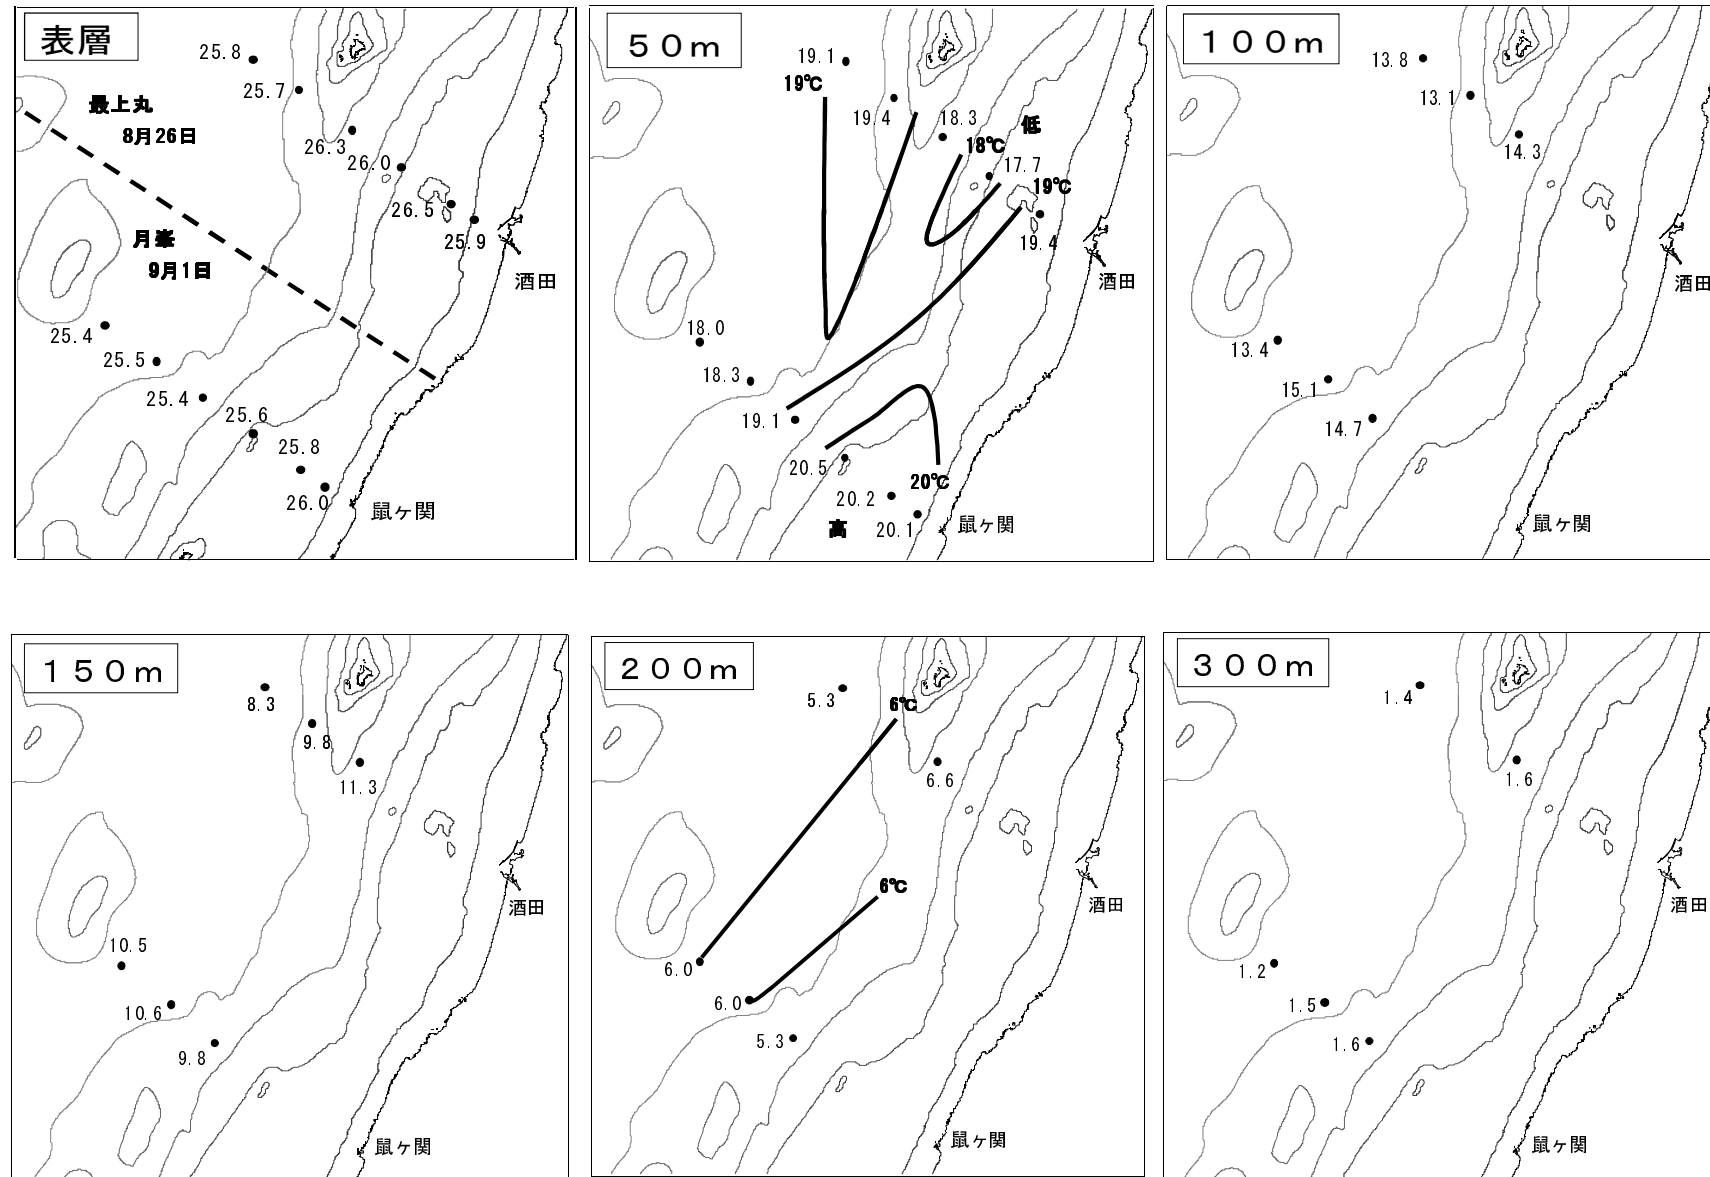 表層
25.8
25.7
最上丸
8月26日
26.3
26.0
26.5
25.9
月峯
9月1日
酒田
25.4
25.5
25.4
25.6
25.8
26.0
鼠ヶ関
50m
19.1
19℃
19.4
18.3
低
18℃
17.7
19℃
19.4
酒田
18.0
18.3
19.1
20.5
20.2
20℃
高
20.1
鼠ヶ関
100m
13.8
13.1
14.3
酒田
13.4
15.1
14.7
鼠ヶ関
150m
8.3
9.8
11.3
酒田
10.5
10.6
9.8
鼠ヶ関
200m
5.3
6℃
6.6
6℃
酒田
6.0
6.0
5.3
鼠ヶ関
300m
1.4
1.6
酒田
1.2
1.5
1.6
鼠ヶ関